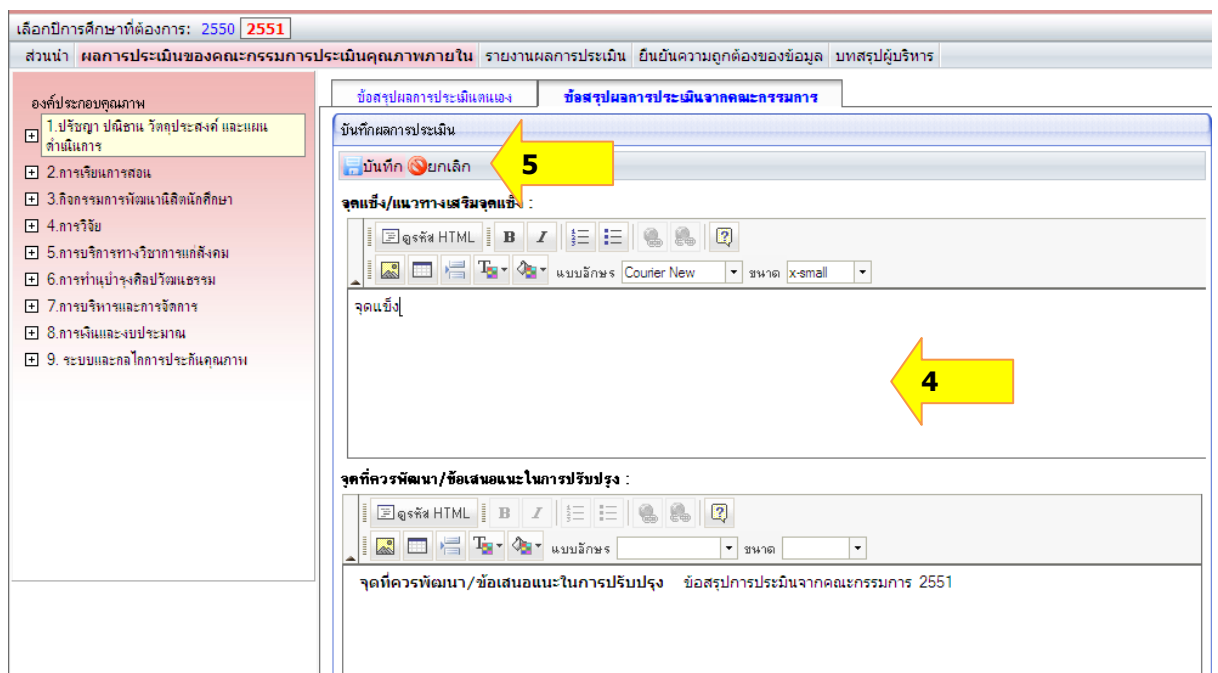 เลือกปีการศึกษาที่ต้องการ: 2550 2551
ส่วนนำ ผลการประเมินของคณะกรรมการประเมินคุณภาพภายใน รายงานผลการประเมิน ยืนยันความถูกต้องของข้อมูล บทสรุปผู้บริหาร
องค์ประกอบคุณภาพ
1.ปรัชญา ปณิธาน วัตถุประสงค์ และแผน
ดำเนินการ
2.การเรียนการสอน
3.กิจกรรมการพัฒนานิสิตนักศึกษา
4.การวิจัย
5.การบริการทางวิชาการแก่สังคม
6.การทำนุบำรุงศิลปวัฒนธรรม
7.การบริหารและการจัดการ
8.การเงินและงบประมาณ
9. ระบบและกลไกการประกันคุณภาพ
ข้อสรุปผลการประเมินตนเอง ข้อสรุปผลการประเมินจากคณะกรรมการ
บันทึกผลการประเมิน
บันทึก ยกเลิก 5
จุดแข็ง/แนวทางเสริมจุดแข็ง :
ดูรหัส HTML B I
แบบอักษร Courier New ขนาด x-small
จุดแข็ง
4
จุดที่ควรพัฒนา/ข้อเสนอแนะในการปรับปรุง :
ดูรหัส HTML B I
แบบอักษร ขนาด
จุดที่ควรพัฒนา/ข้อเสนอแนะในการปรับปรุง ข้อสรุปการประมินจากคณะกรรมการ 2551